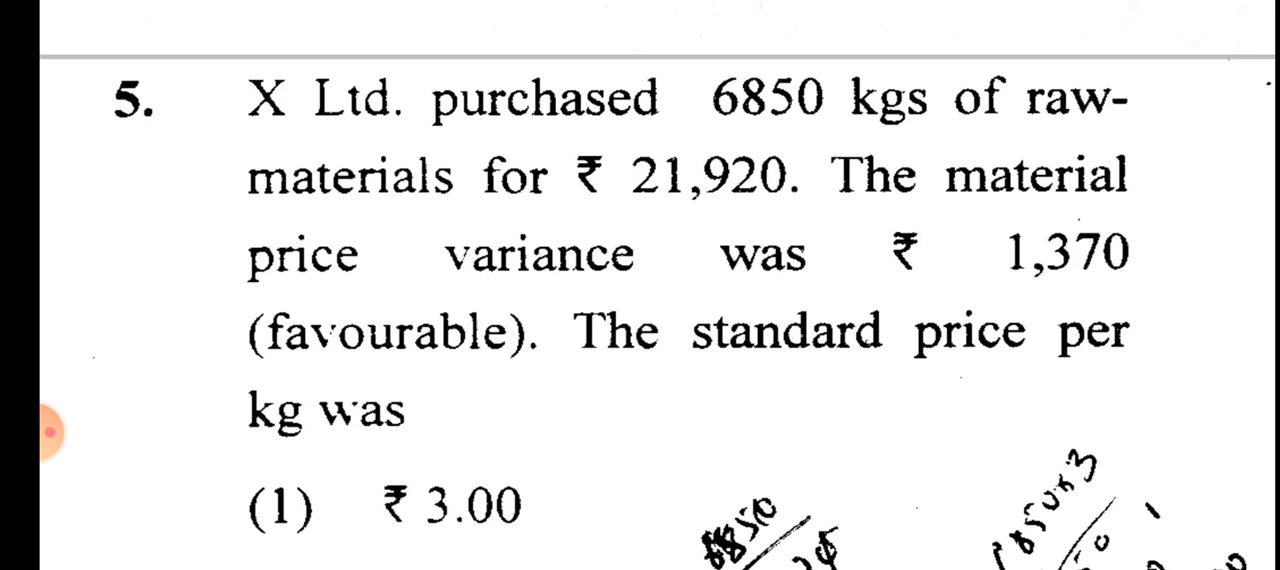 5. X Ltd. purchased 6850 kgs of raw-
materials for ₹ 21,920. The material
price variance was ₹ 1,370
(favourable). The standard price per
kg was
(1) ₹ 3.00